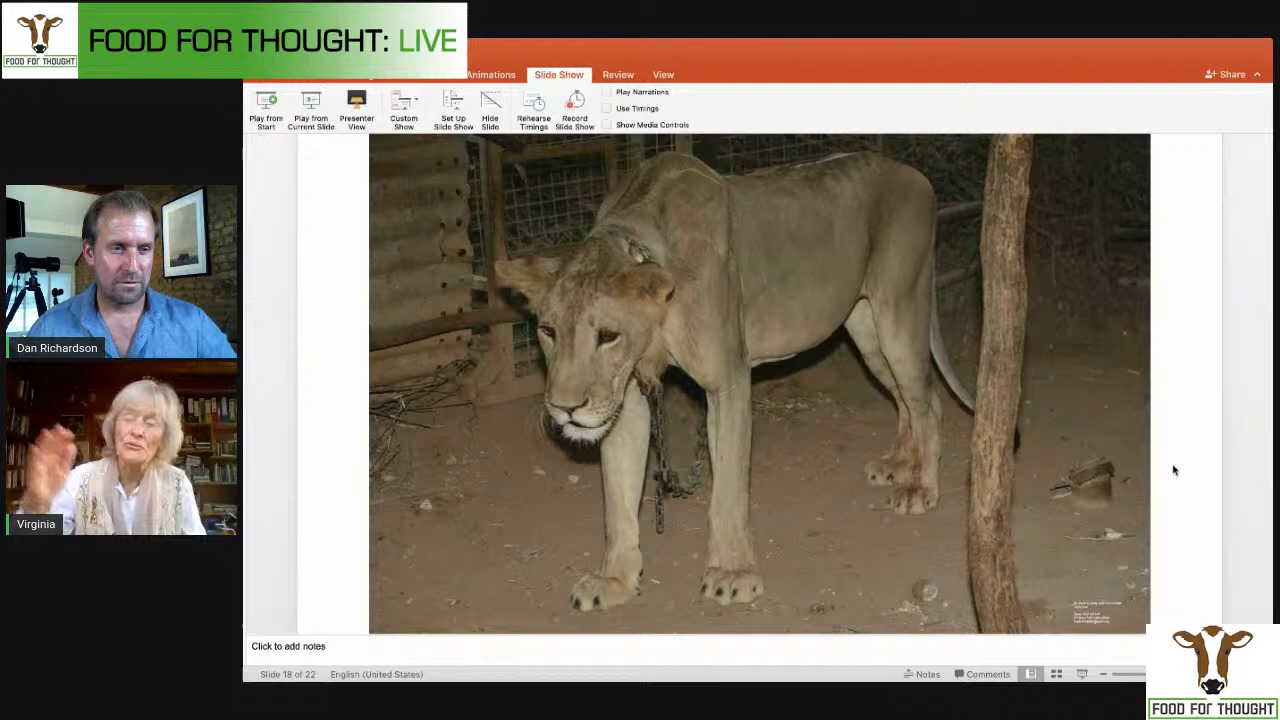 FOOD FOR THOUGHT
FOOD FOR THOUGHT: LIVE
Animations
Slide Show
Review
View
Share
Play from
Start
Play from
Current Slide
Presenter
View
Custom
Show
Set Up
Slide Show
Hide
Slide
Rehearse
Timings
Record
Slide Show
Play Narrations
Use Timings
Show Media Controls
Dan Richardson
Virginia
Click to add notes
Slide 18 of 22
English (United States)
Notes
Comments
FOOD FOR THOUGHT